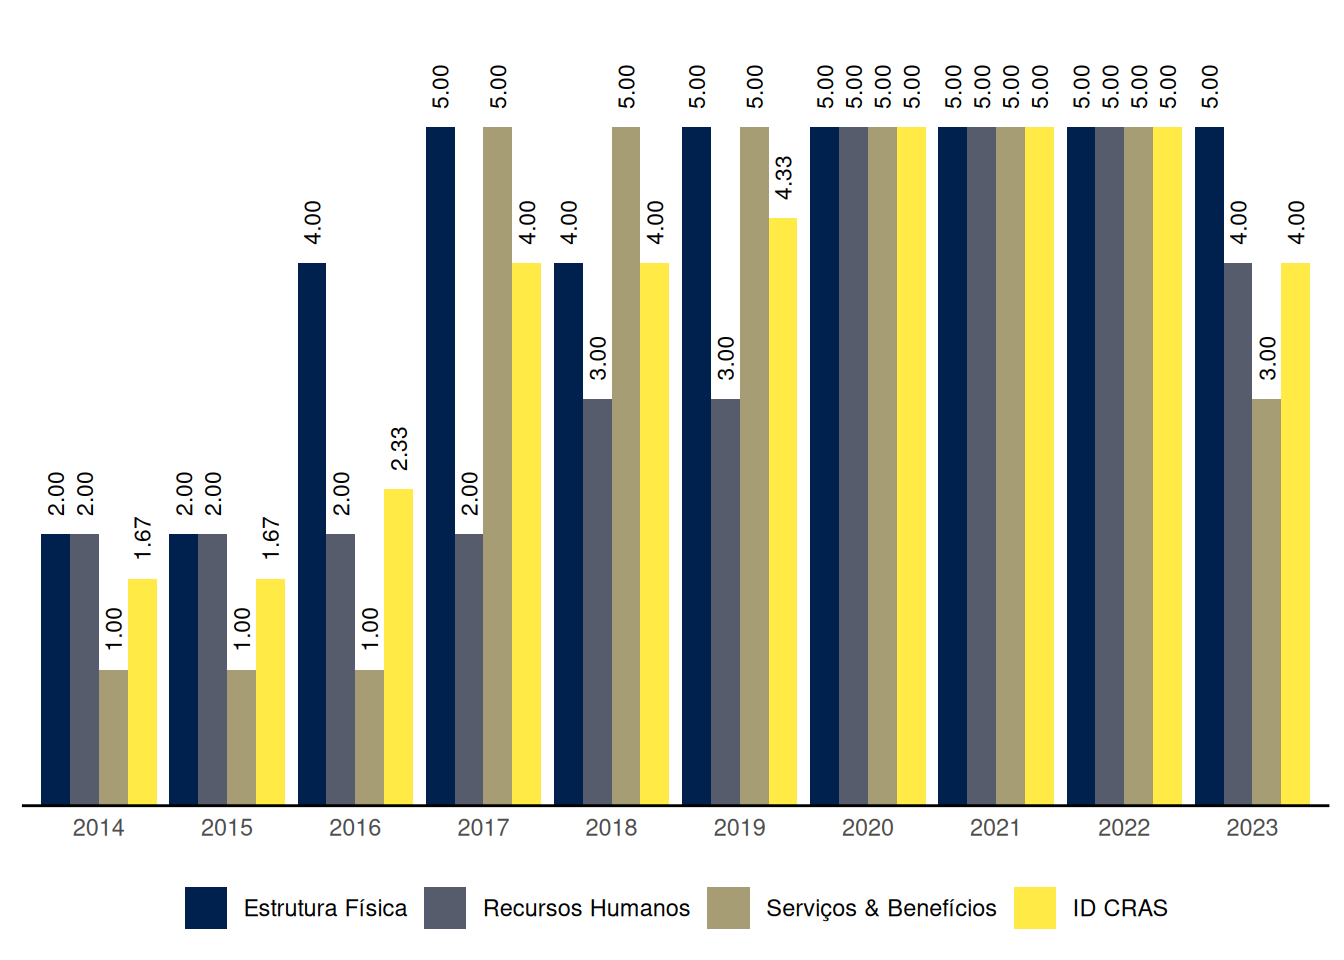 5.00 5.00 5.00 5.00 5.00 5.00 5.00 5.00 5.00 5.00 5.00 5.00 5.00 5.00 5.00 5.00 5.00 5.00
4.33
4.00 4.00 4.00 4.00 4.00 4.00
3.00 3.00 3.00
2.33
2.00 2.00 2.00 2.00 2.00 2.00
1.67 1.67
1.00 1.00 1.00
2014 2015 2016 2017 2018 2019 2020 2021 2022 2023
Estrutura Física Recursos Humanos Serviços & Benefícios ID CRAS